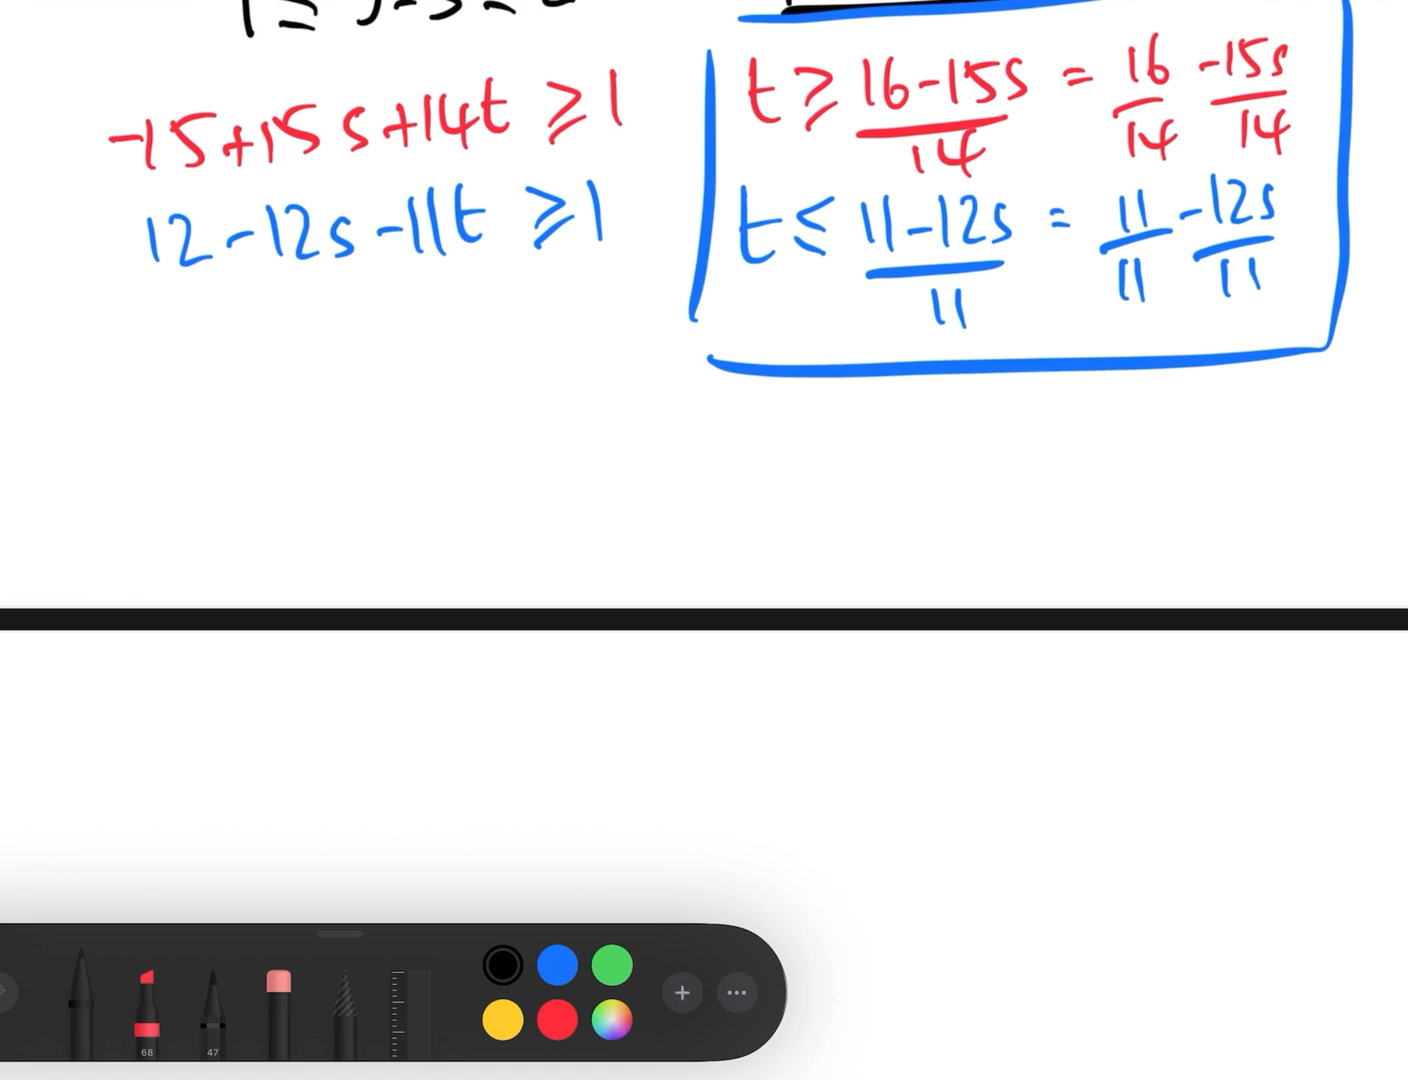 -15+15s+14t ≥ 1
12-12s-11t ≥ 1
t ≥ 16-15s/14 = 16/14 -15s/14
t ≤ 11-12s/11 = 11/11 -12s/11
68 47